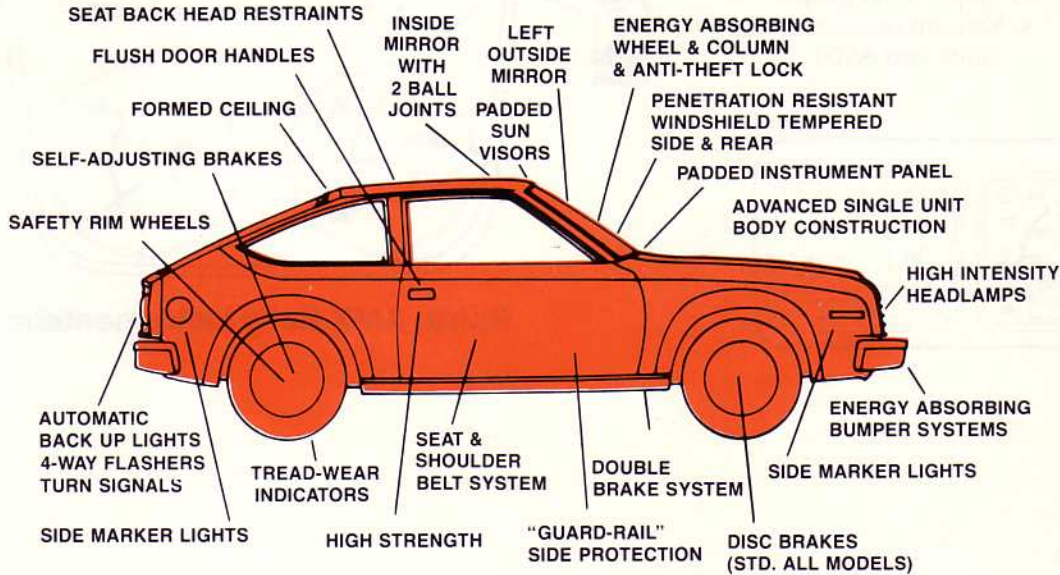 SEAT BACK HEAD RESTRAINTS
FLUSH DOOR HANDLES
FORMED CEILING
SELF-ADJUSTING BRAKES
SAFETY RIM WHEELS
INSIDE
MIRROR
WITH
2 BALL
JOINTS
LEFT
OUTSIDE
MIRROR
PADDED
SUN
VISORS
ENERGY ABSORBING
WHEEL & COLUMN
& ANTI-THEFT LOCK
PENETRATION RESISTANT
WINDSHIELD TEMPERED
SIDE & REAR
PADDED INSTRUMENT PANEL
ADVANCED SINGLE UNIT
BODY CONSTRUCTION
HIGH INTENSITY
HEADLAMPS
AUTOMATIC
BACK UP LIGHTS
4-WAY FLASHERS
TURN SIGNALS
SIDE MARKER LIGHTS
TREAD-WEAR
INDICATORS
HIGH STRENGTH
SEAT &
SHOULDER
BELT SYSTEM
"GUARD-RAIL"
SIDE PROTECTION
DOUBLE
BRAKE SYSTEM
DISC BRAKES
(STD. ALL MODELS)
SIDE MARKER LIGHTS
ENERGY ABSORBING
BUMPER SYSTEMS